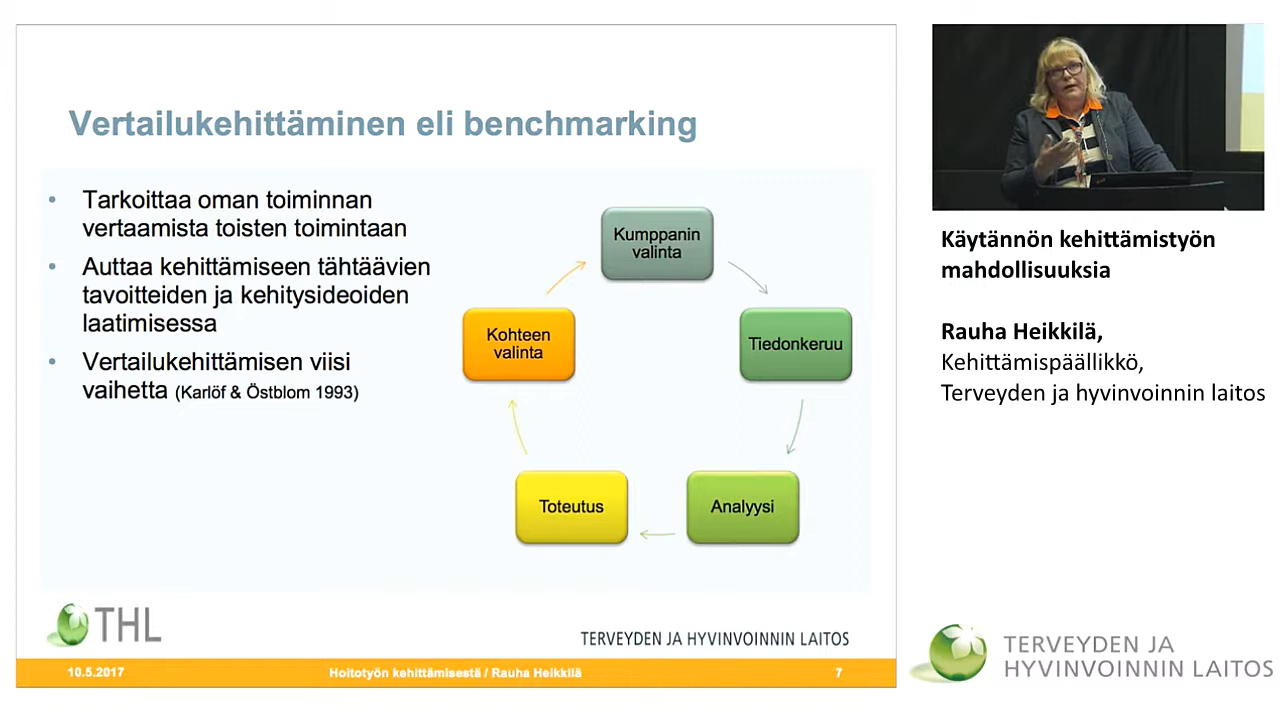 Vertailukehittäminen eli benchmarking
• Tarkoittaa oman toiminnan
vertaamista toisten toimintaan
• Auttaa kehittämiseen tähtäävien
tavoitteiden ja kehitysideoiden
laatimisessa
• Vertailukehittämisen viisi
vaihetta (Karlöf & Östblom 1993)
Kumppanin
valinta
Tiedonkeruu
Analyysi
Toteutus
Kohteen
valinta
THL
TERVEYDEN JA HYVINVOINNIN LAITOS
10.5.2017
Hoitotyön kehittämisestä / Rauha Heikkilä
7
Käytännön kehittämistyön
mahdollisuuksia
Rauha Heikkilä,
Kehittämispäällikkö,
Terveyden ja hyvinvoinnin laitos
TERVEYDEN JA
HYVINVOINNIN LAITOS